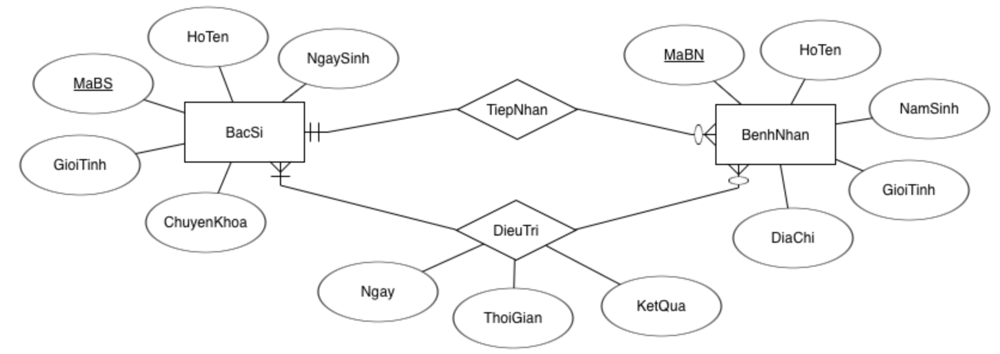 HoTen
NgaySinh
MaBS
BacSi
GioiTinh
ChuyenKhoa
TiepNhan
DieuTri
Ngay
ThoiGian
KetQua
MaBN
HoTen
NamSinh
BenhNhan
GioiTinh
DiaChi